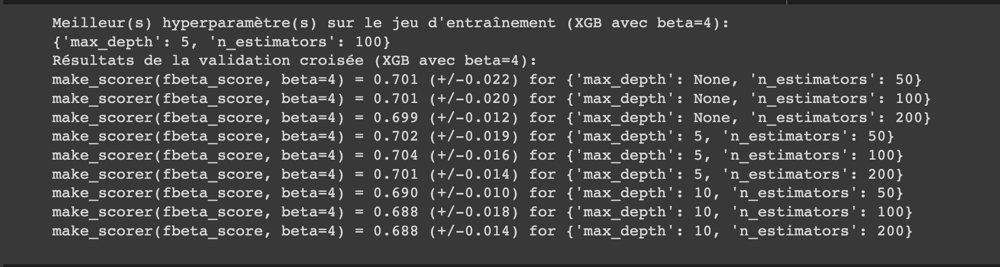 Meilleur(s) hyperparamètre(s) sur le jeu d'entraînement (XGB avec beta=4):
{'max_depth': 5, 'n_estimators': 100}
Résultats de la validation croisée (XGB avec beta=4):
make_scorer(fbeta_score, beta=4) = 0.701 (+/-0.022) for {'max_depth': None, 'n_estimators': 50}
make_scorer(fbeta_score, beta=4) = 0.701 (+/-0.020) for {'max_depth': None, 'n_estimators': 100}
make_scorer(fbeta_score, beta=4) = 0.699 (+/-0.012) for {'max_depth': None, 'n_estimators': 200}
make_scorer(fbeta_score, beta=4) = 0.702 (+/-0.019) for {'max_depth': 5, 'n_estimators': 50}
make_scorer(fbeta_score, beta=4) = 0.704 (+/-0.016) for {'max_depth': 5, 'n_estimators': 100}
make_scorer(fbeta_score, beta=4) = 0.701 (+/-0.014) for {'max_depth': 5, 'n_estimators': 200}
make_scorer(fbeta_score, beta=4) = 0.690 (+/-0.010) for {'max_depth': 10, 'n_estimators': 50}
make_scorer(fbeta_score, beta=4) = 0.688 (+/-0.018) for {'max_depth': 10, 'n_estimators': 100}
make_scorer(fbeta_score, beta=4) = 0.688 (+/-0.014) for {'max_depth': 10, 'n_estimators': 200}